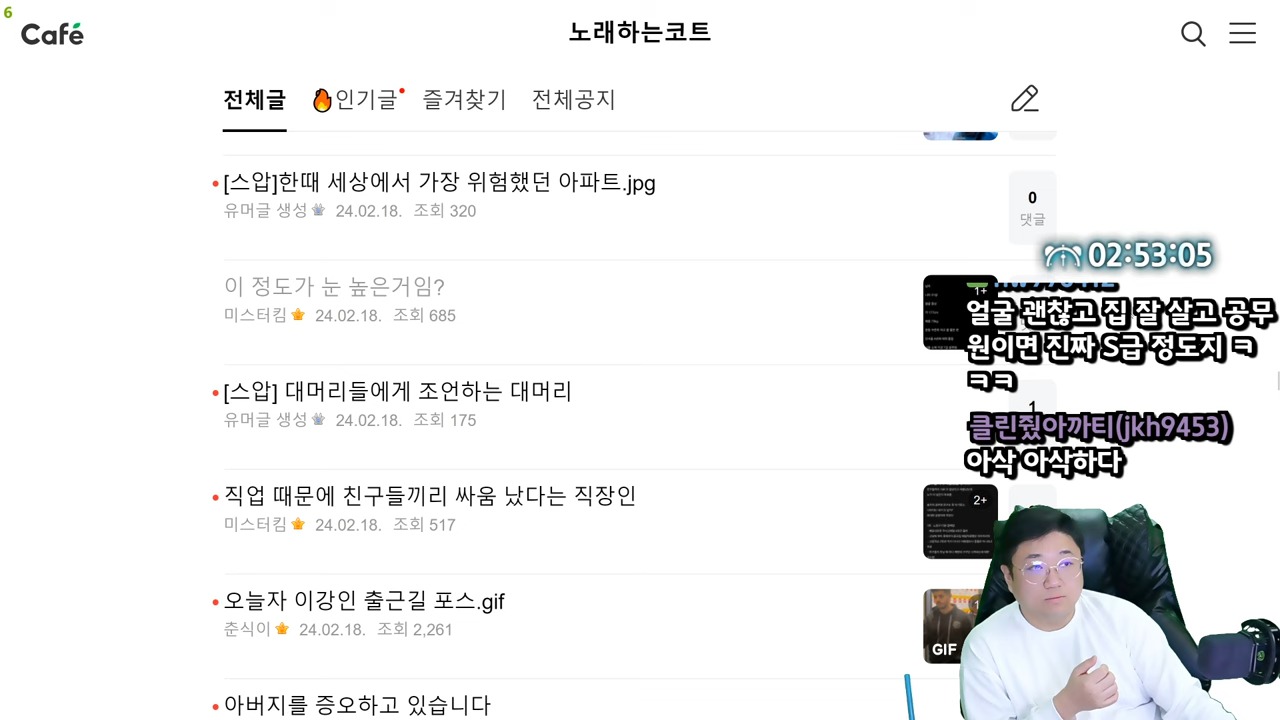 6
Café
노래하는코트
전체글
🔥인기글
즐겨찾기
전체공지
[스압]한때 세상에서 가장 위험했던 아파트.jpg
유머글 생성 24.02.18. 조회 320
0
댓글
02:53:05
이 정도가 눈 높은거임?
미스터킴 24.02.18. 조회 685
1+
얼굴 괜찮고 집 잘 살고 공무
원이면 진짜 S급 정도지 ㅋ
ㅋㅋ
[스압] 대머리들에게 조언하는 대머리
유머글 생성 24.02.18. 조회 175
1
클린줬아까티(jkh9453)
아삭 아삭하다
직업 때문에 친구들끼리 싸움 났다는 직장인
미스터킴 24.02.18. 조회 517
2+
오늘자 이강인 출근길 포스.gif
춘식이 24.02.18. 조회 2,261
GIF
아버지를 증오하고 있습니다